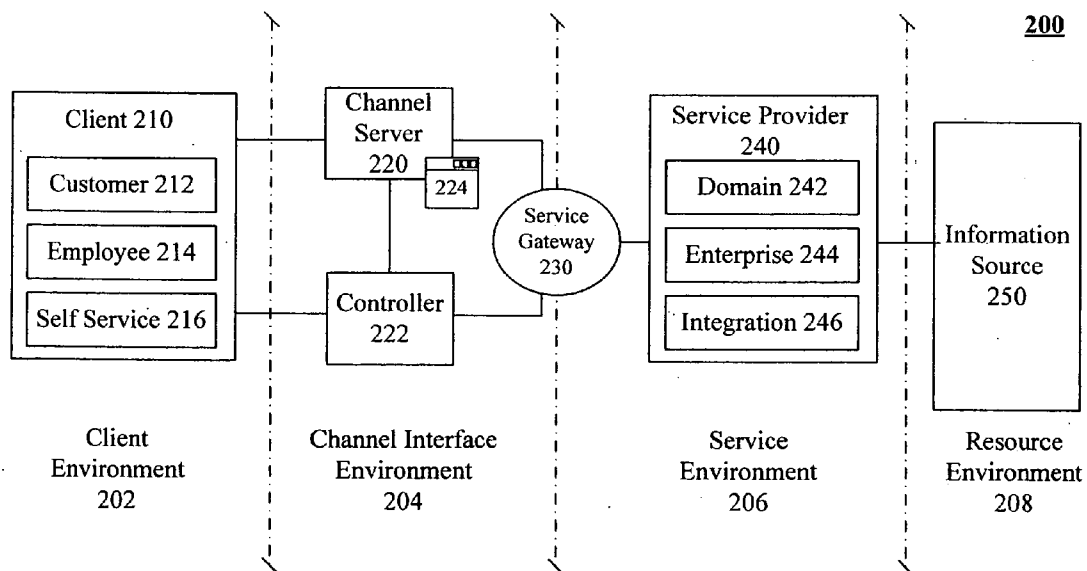 200
Client 210
Customer 212
Employee 214
Self Service 216
Channel
Server
220
224
Controller
222
Service
Gateway
230
Service Provider
240
Domain 242
Enterprise 244
Integration 246
Information
Source
250
Client
Environment
202
Channel Interface
Environment
204
Service
Environment
206
Resource
Environment
208